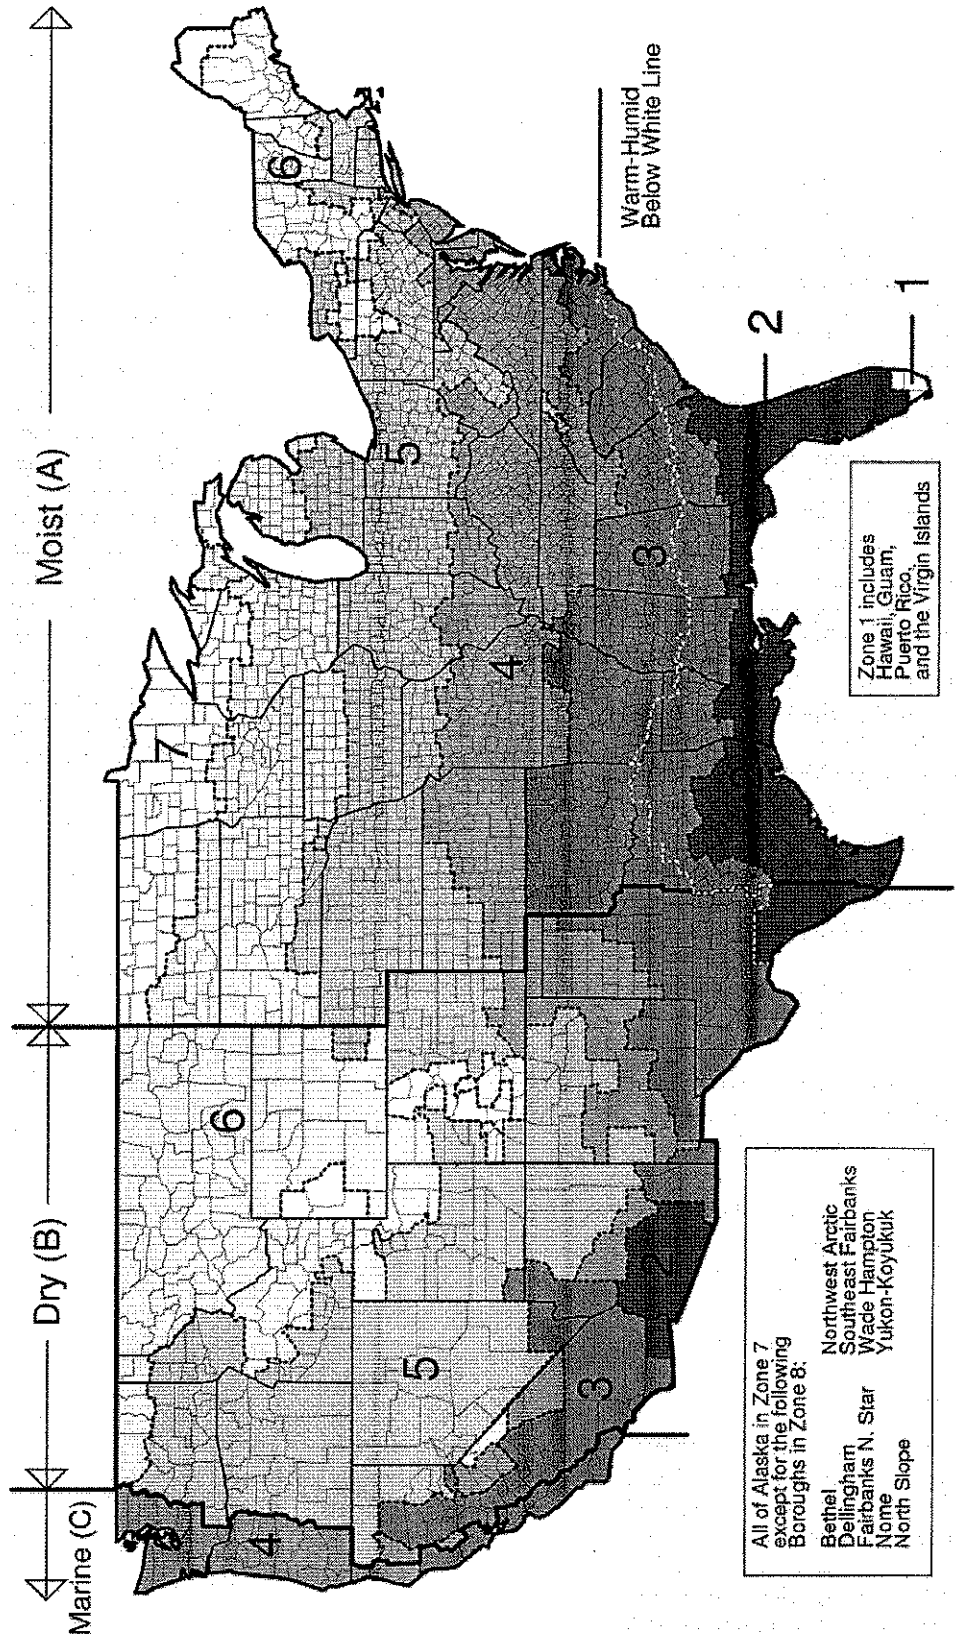 Marine (C)
Dry (B)
Moist (A)
7
6
6
5
5
4
4
3
3
2
2
2
1
Warm-Humid
Below White Line
All of Alaska in Zone 7
except for the following
Boroughs in Zone 8:
Bethel
Dellingham
Fairbanks N. Star
Nome
North Slope
Northwest Arctic
Southeast Fairbanks
Wade Hampton
Yukon-Koyukuk
Zone 1 includes
Hawaii, Guam,
Puerto Rico,
and the Virgin Islands